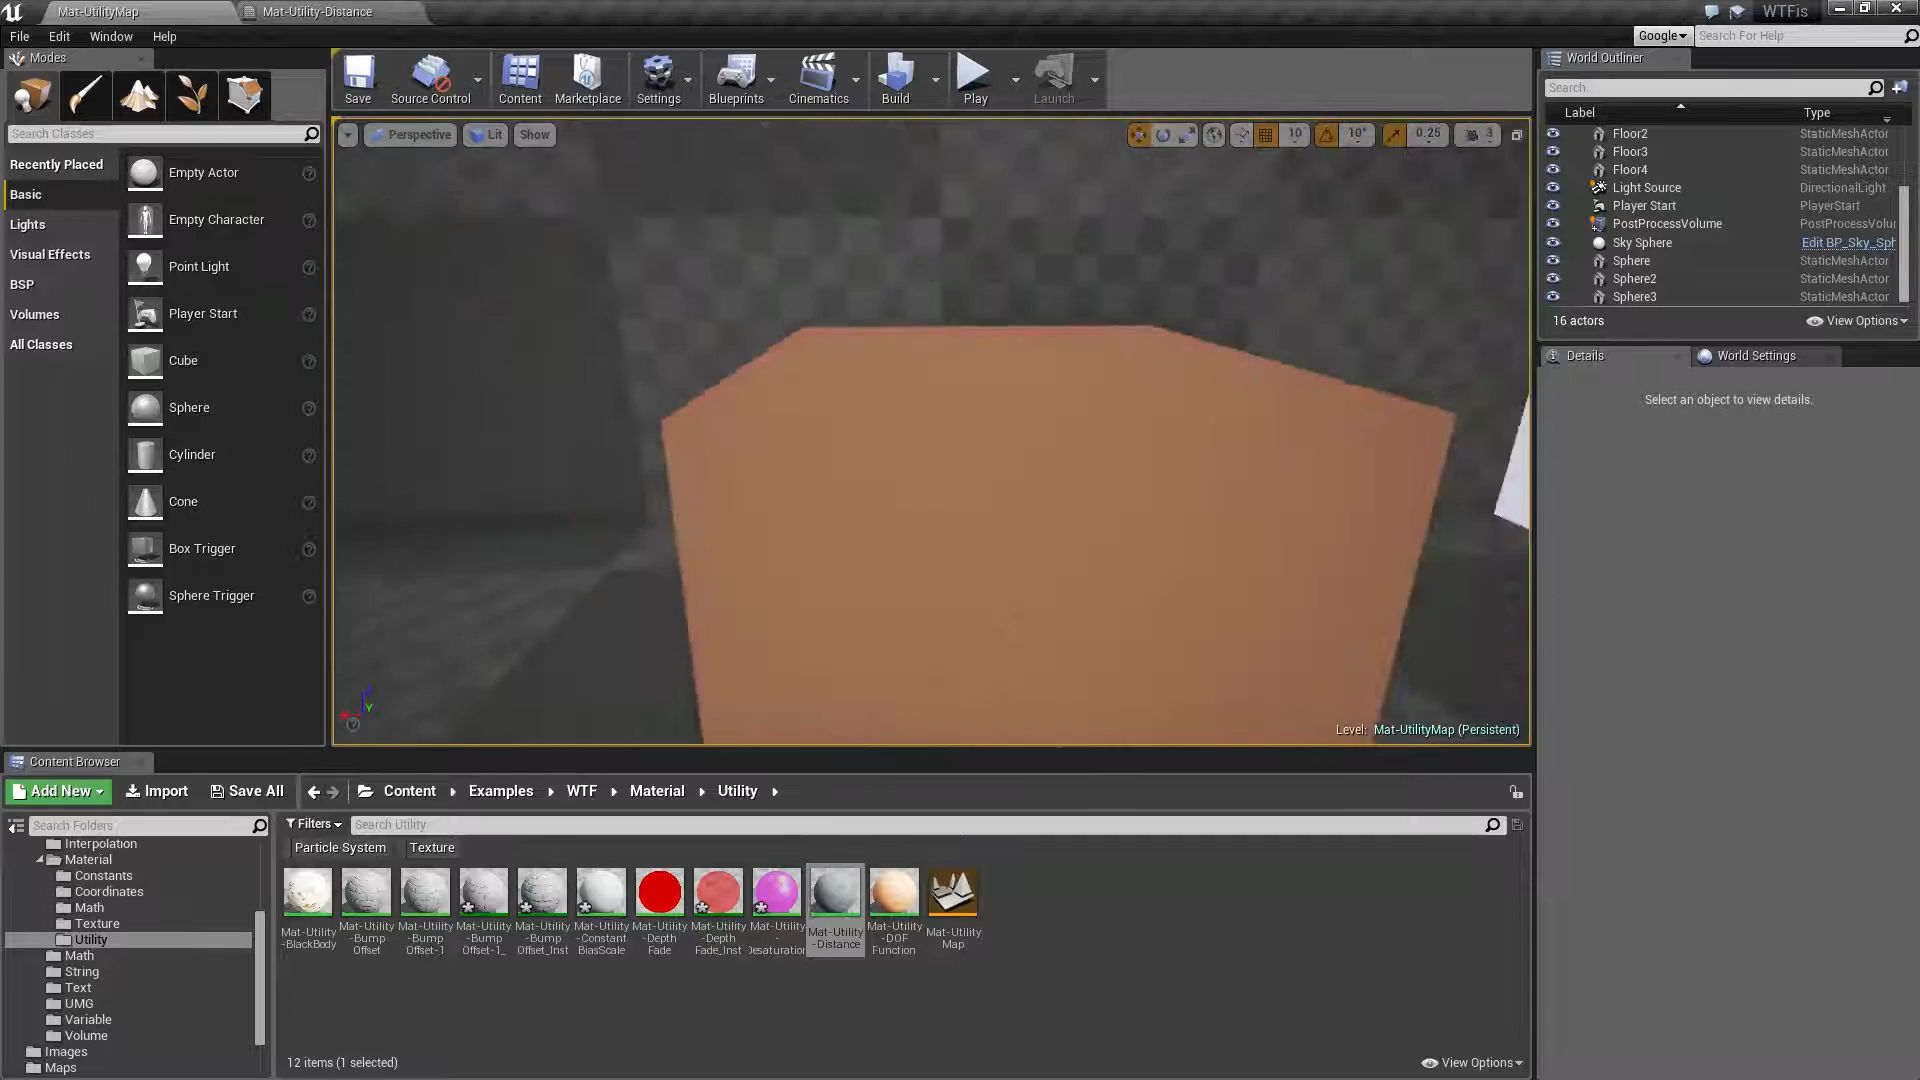 Mat-UtilityMap
Mat-Utility-Distance
WTFis
File Edit Window Help
Google
Search For Help
Modes
Search Classes
Recently Placed
Basic
Lights
Visual Effects
BSP
Volumes
All Classes
Empty Actor
Empty Character
Point Light
Player Start
Cube
Sphere
Cylinder
Cone
Box Trigger
Sphere Trigger
Save
Source Control
Content
Marketplace
Settings
Blueprints
Cinematics
Build
Play
Launch
Perspective
Lit
Show
10
10°
0.25
3
Y
Level: Mat-UtilityMap (Persistent)
World Outliner
Search
Label Type
Floor2 StaticMeshActor
Floor3 StaticMeshActor
Floor4 StaticMeshActor
Light Source DirectionalLight
Player Start PlayerStart
PostProcessVolume PostProcessVolu
Sky Sphere Edit BP_Sky_Sph
Sphere StaticMeshActor
Sphere2 StaticMeshActor
Sphere3 StaticMeshActor
16 actors
View Options
Details
World Settings
Select an object to view details.
Content Browser
Add New
Import
Save All
Content
Examples
WTF
Material
Utility
Search Folders
Interpolation
Material
Constants
Coordinates
Math
Texture
Utility
Math
String
Text
UMG
Variable
Volume
Images
Maps
Filters
Search Utility
Particle System
Texture
Mat-Utility
-BlackBody
Mat-Utility
-Bump
Offset
Mat-Utility
-Bump
Offset-1
Mat-Utility
-Bump
Offset-1_
Mat-Utility
-Bump
Offset_Inst
Mat-Utility
-Constant
BiasScale
Mat-Utility
-Depth
Fade
Mat-Utility
-Depth
Fade_Inst
Mat-Utility
-
Desaturation
Mat-Utility
-Distance
Mat-Utility
-DOF
Function
Mat-Utility
Map
12 items (1 selected)
View Options